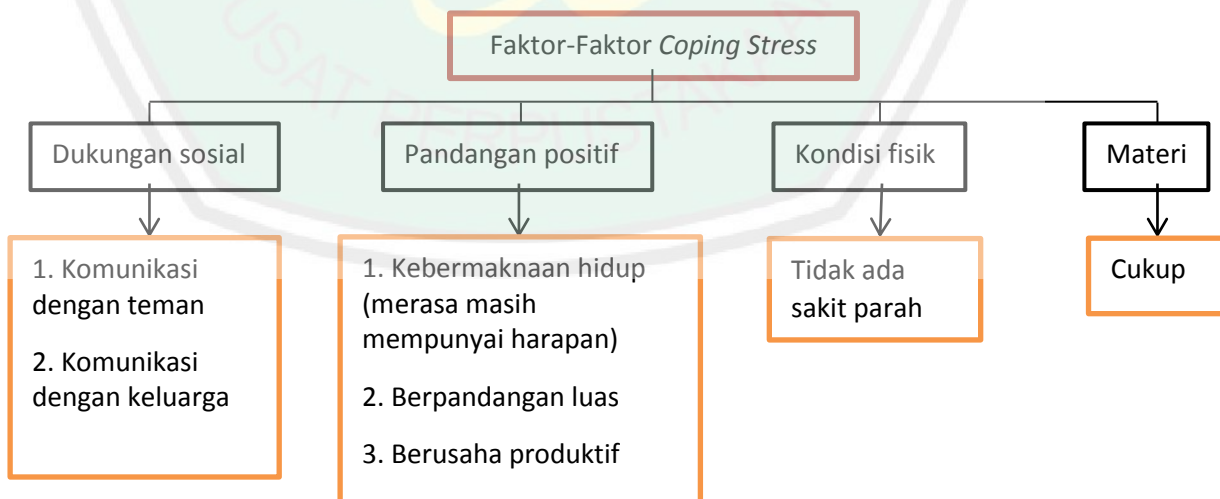 Faktor-Faktor Coping Stress
Dukungan sosial
Pandangan positif
Kondisi fisik
Materi
1. Komunikasi
dengan teman
2. Komunikasi
dengan keluarga
1. Kebermaknaan hidup
(merasa masih
mempunyai harapan)
2. Berpandangan luas
3. Berusaha produktif
Tidak ada
sakit parah
Cukup
PERPUSTAKAAN